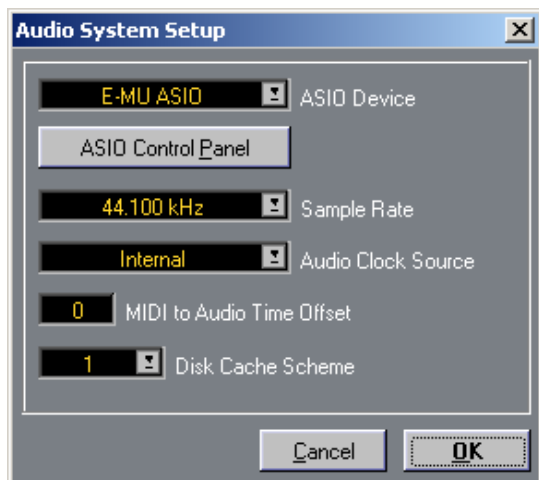 Audio System Setup
E-MU ASIO ASIO Device
ASIO Control Panel
44.100 kHz Sample Rate
Internal Audio Clock Source
0 MIDI to Audio Time Offset
1 Disk Cache Scheme
Cancel OK